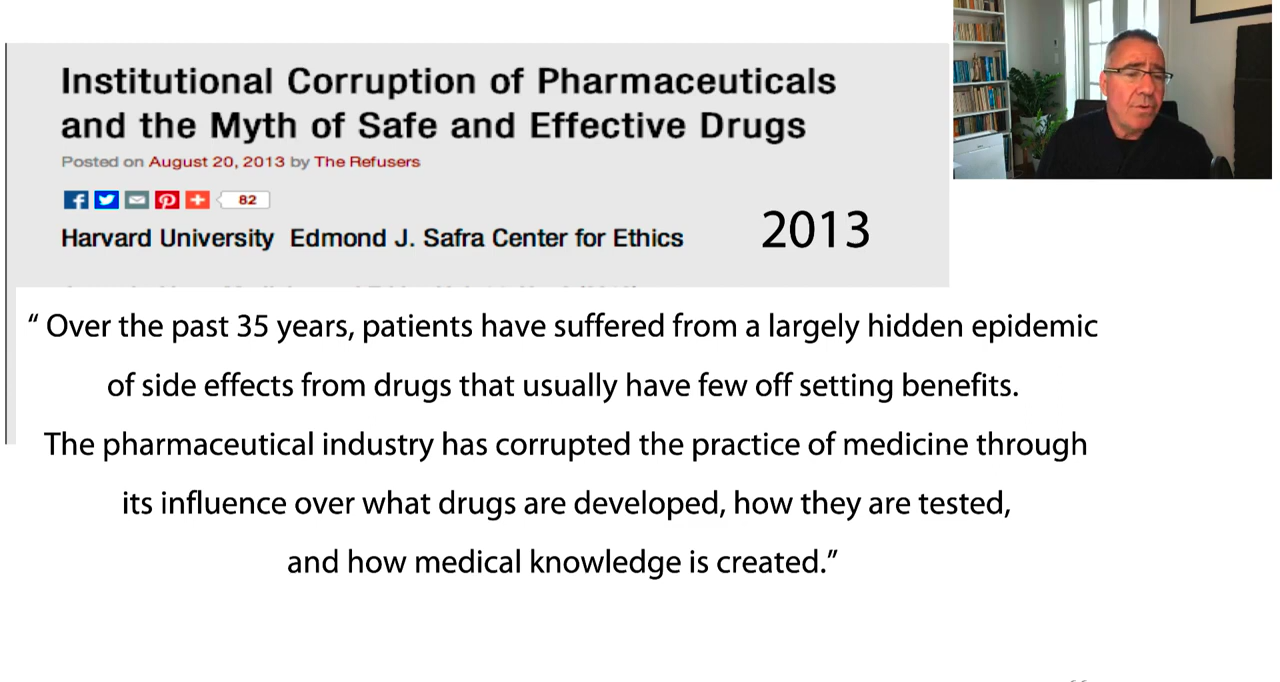 Institutional Corruption of Pharmaceuticals
and the Myth of Safe and Effective Drugs
Posted on August 20, 2013 by The Refusers
82
Harvard University Edmond J. Safra Center for Ethics
2013
“ Over the past 35 years, patients have suffered from a largely hidden epidemic
of side effects from drugs that usually have few off setting benefits.
The pharmaceutical industry has corrupted the practice of medicine through
its influence over what drugs are developed, how they are tested,
and how medical knowledge is created.”